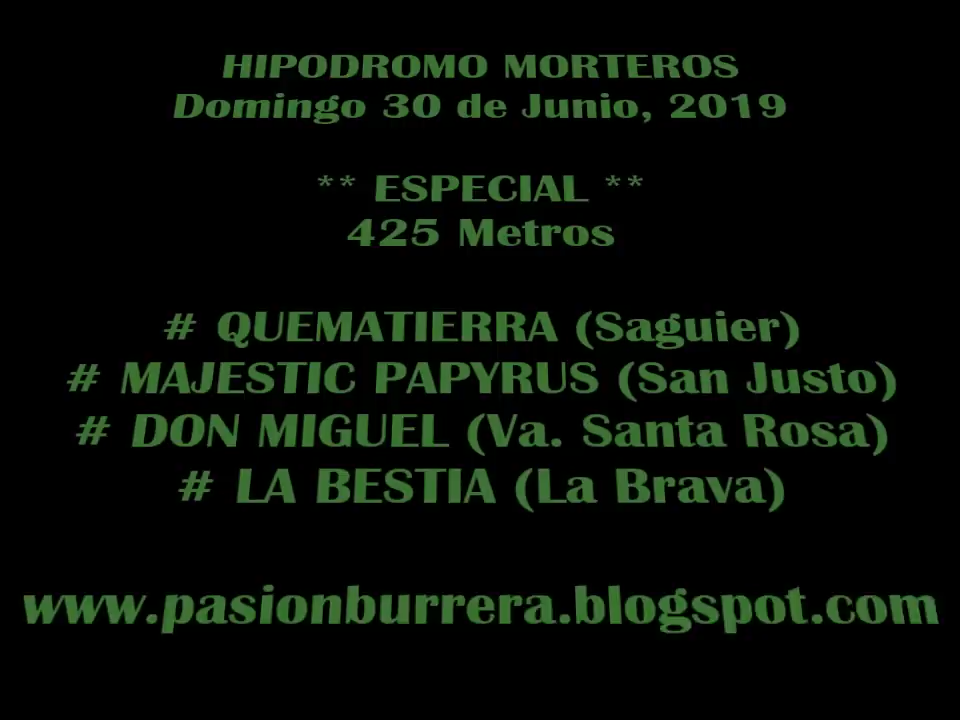 HIPODROMO MORTEROS
Domingo 30 de Junio, 2019
** ESPECIAL **
425 Metros
# QUEMATIERRA (Saguier)
# MAJESTIC PAPYRUS (San Justo)
# DON MIGUEL (Va. Santa Rosa)
# LA BESTIA (La Brava)
www.pasionburrera.blogspot.com